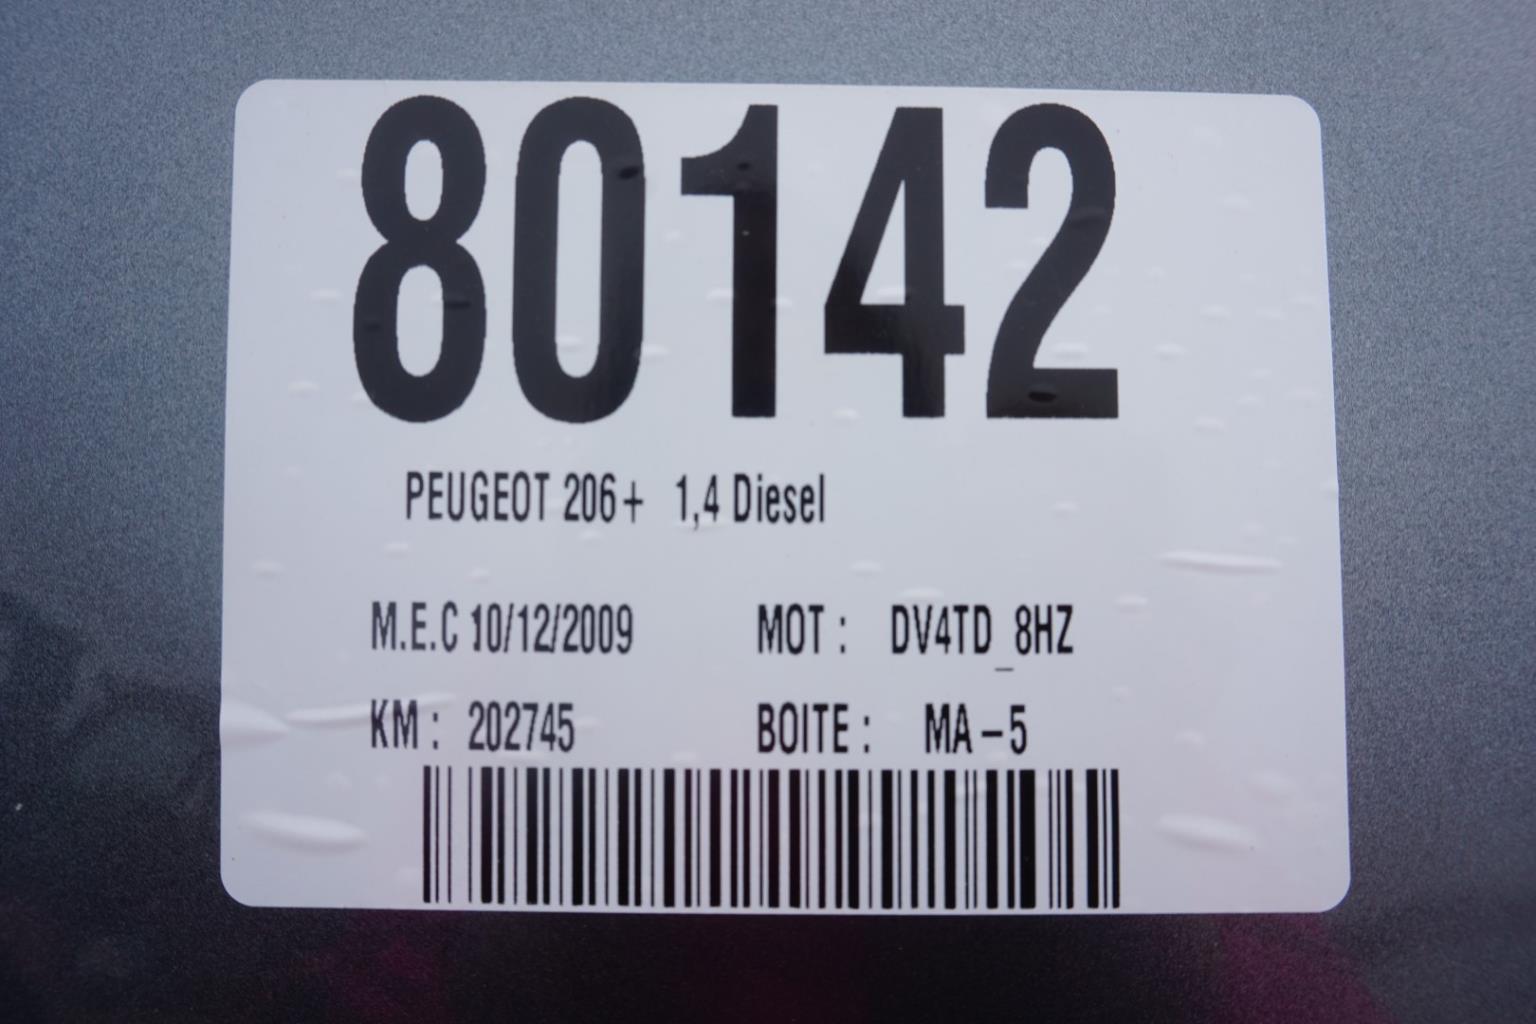 80142
PEUGEOT 206+ 1,4 Diesel
M.E.C 10/12/2009 MOT : DV4TD_8HZ
KM : 202745 BOITE : MA-5